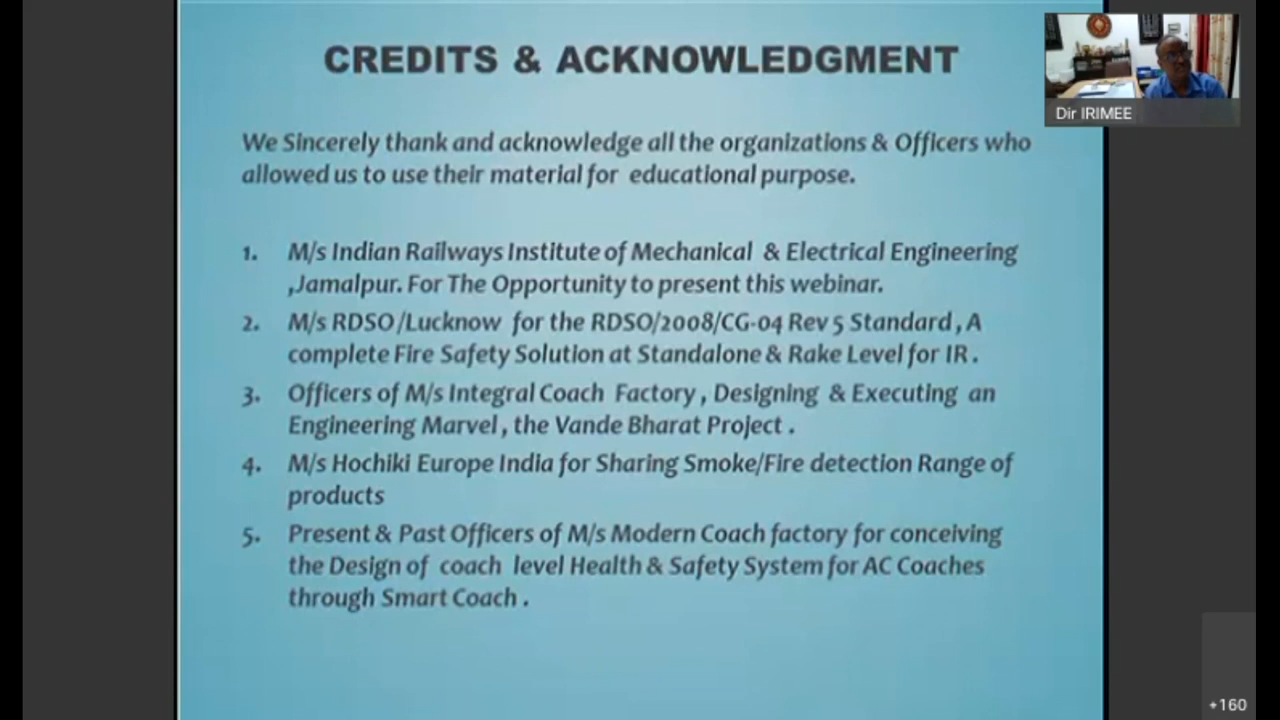 CREDITS & ACKNOWLEDGMENT
Dir IRIMEE
We Sincerely thank and acknowledge all the organizations & Officers who
allowed us to use their material for educational purpose.
1. M/s Indian Railways Institute of Mechanical & Electrical Engineering
,Jamalpur. For The Opportunity to present this webinar.
2. M/s RDSO/Lucknow for the RDSO/2008/CG-04 Rev 5 Standard , A
complete Fire Safety Solution at Standalone & Rake Level for IR .
3. Officers of M/s Integral Coach Factory , Designing & Executing an
Engineering Marvel , the Vande Bharat Project .
4. M/s Hochiki Europe India for Sharing Smoke/Fire detection Range of
products
5. Present & Past Officers of M/s Modern Coach factory for conceiving
the Design of coach level Health & Safety System for AC Coaches
through Smart Coach .
+160